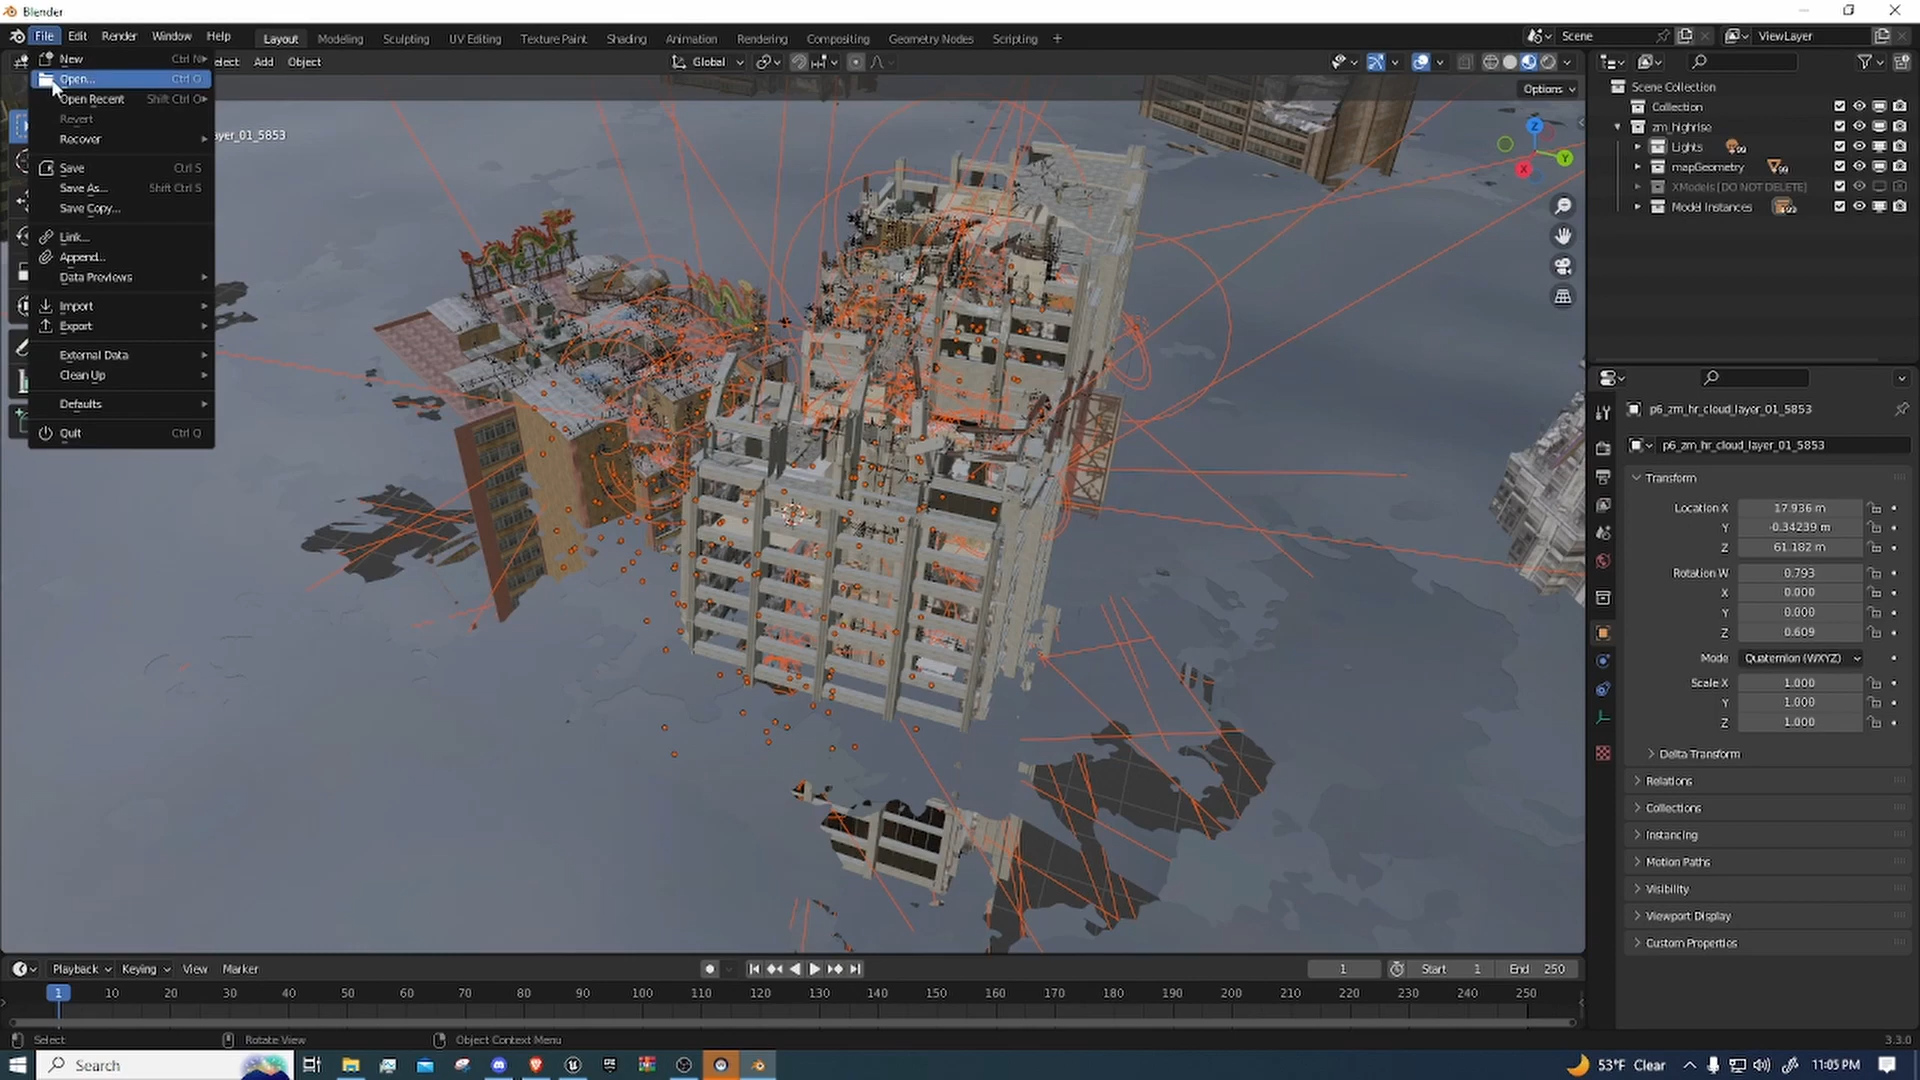 Blender
File Edit Render Window Help
Layout Modeling Sculpting UV Editing Texture Paint Shading Animation Rendering Compositing Geometry Nodes Scripting +
Scene
ViewLayer
New Ctrl N
Open... Ctrl O
Open Recent Shift Ctrl O
Revert
Recover
Save Ctrl S
Save As... Shift Ctrl S
Save Copy...
Link...
Append...
Data Previews
Import
Export
External Data
Clean Up
Defaults
Quit Ctrl Q
elect Add Object
Global
Options
ayer_01_5853
Z
Y
X
Scene Collection
Collection
zm_highrise
Lights 99
mapGeometry 99
XModels [DO NOT DELETE]
Model Instances
p6_zm_hr_cloud_layer_01_5853
p6_zm_hr_cloud_layer_01_5853
Transform
Location X 17.936 m
Y -0.34239 m
Z 61.182 m
Rotation W 0.793
X 0.000
Y 0.000
Z 0.609
Mode Quaternion (WXYZ)
Scale X 1.000
Y 1.000
Z 1.000
Delta Transform
Relations
Collections
Instancing
Motion Paths
Visibility
Viewport Display
Custom Properties
Playback Keying View Marker
1 Start 1 End 250
1 10 20 30 40 50 60 70 80 90 100 110 120 130 140 150 160 170 180 190 200 210 220 230 240 250
Select Rotate View Object Context Menu
3.3.0
Search
53°F Clear 11:05 PM